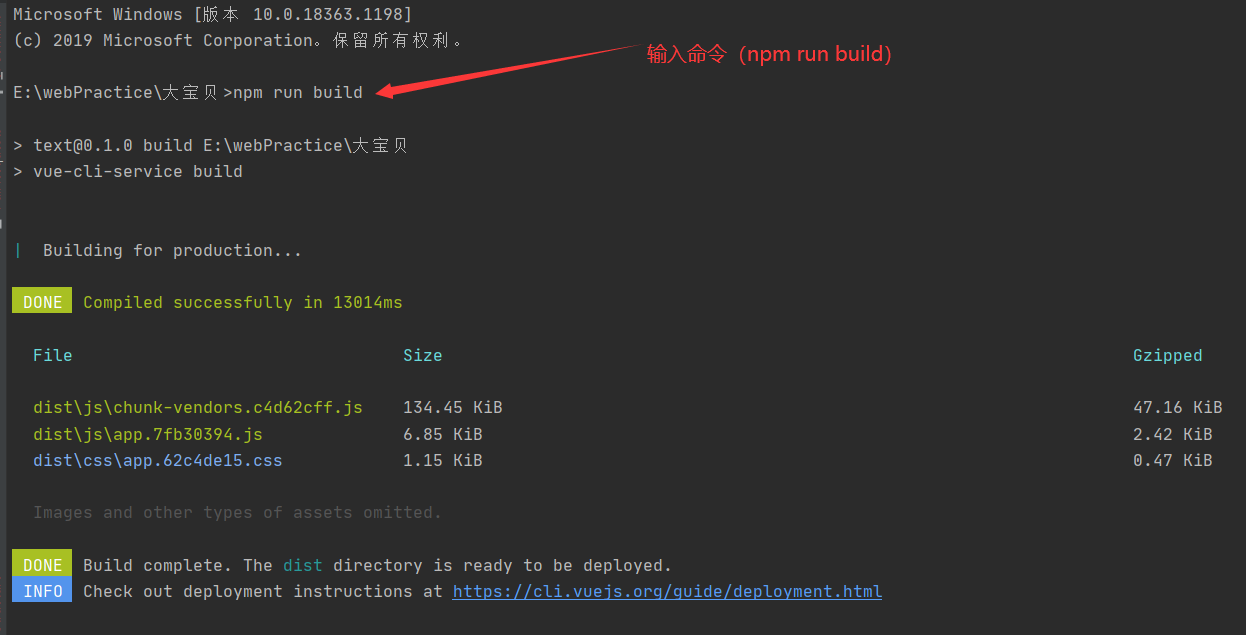 Microsoft Windows [版本 10.0.18363.1198]
(c) 2019 Microsoft Corporation。保留所有权利。
输入命令（npm run build）
E:\webPractice\大宝贝>npm run build
> text@0.1.0 build E:\webPractice\大宝贝
> vue-cli-service build
| Building for production...
DONE Compiled successfully in 13014ms
File Size Gzipped
dist\js\chunk-vendors.c4d62cff.js 134.45 KiB 47.16 KiB
dist\js\app.7fb30394.js 6.85 KiB 2.42 KiB
dist\css\app.62c4de15.css 1.15 KiB 0.47 KiB
Images and other types of assets omitted.
DONE Build complete. The dist directory is ready to be deployed.
INFO Check out deployment instructions at https://cli.vuejs.org/guide/deployment.html